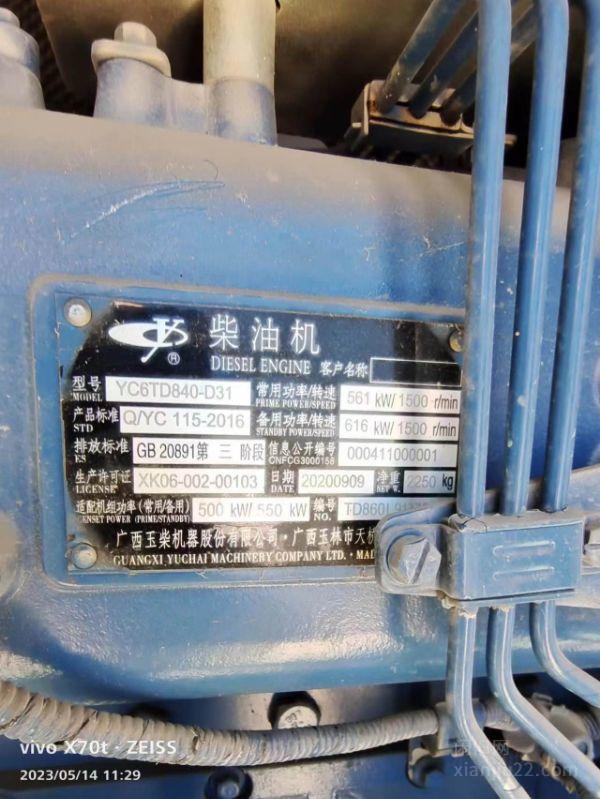 柴油机
DIESEL ENGINE 客户名称
型号 MODEL YC6TD840-D31 常用功率/转速 PRIME POWER/SPEED 561 kW/1500 r/min
产品标准 STD Q/YC 115-2016 备用功率/转速 STANDBY POWER/SPEED 616 kW/1500 r/min
排放标准 ES GB 20891第 三 阶段 信息公开编号 CNFCG3000158 000411000001
生产许可证 LICENSE XK06-002-00103 日期 DATE 20200909 净重 NET W. 2250 kg
适配机组功率(常用/备用) GENSET POWER (PRIME/STANDBY) 500 kW/ 550 kW 编号
广西玉柴机器股份有限公司·广西玉林市天
GUANGXI YUCHAI MACHINERY COMPANY LTD.
vivo X70t · ZEISS
2023/05/14 11:29